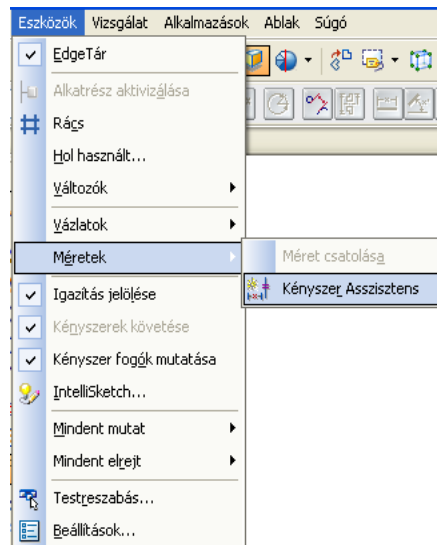 Eszközök Vizsgálat Alkalmazások Ablak Súgó
EdgeTár
Alkatrész aktivizálása
Rács
Hol használt...
Változók
Vázlatok
Méretek
Méret csatolása
Igazítás jelölése
Kényszer Asszisztens
Kényszerek követése
Kényszer fogók mutatása
IntelliSketch...
Mindent mutat
Mindent elrejt
Testreszabás...
Beállítások...